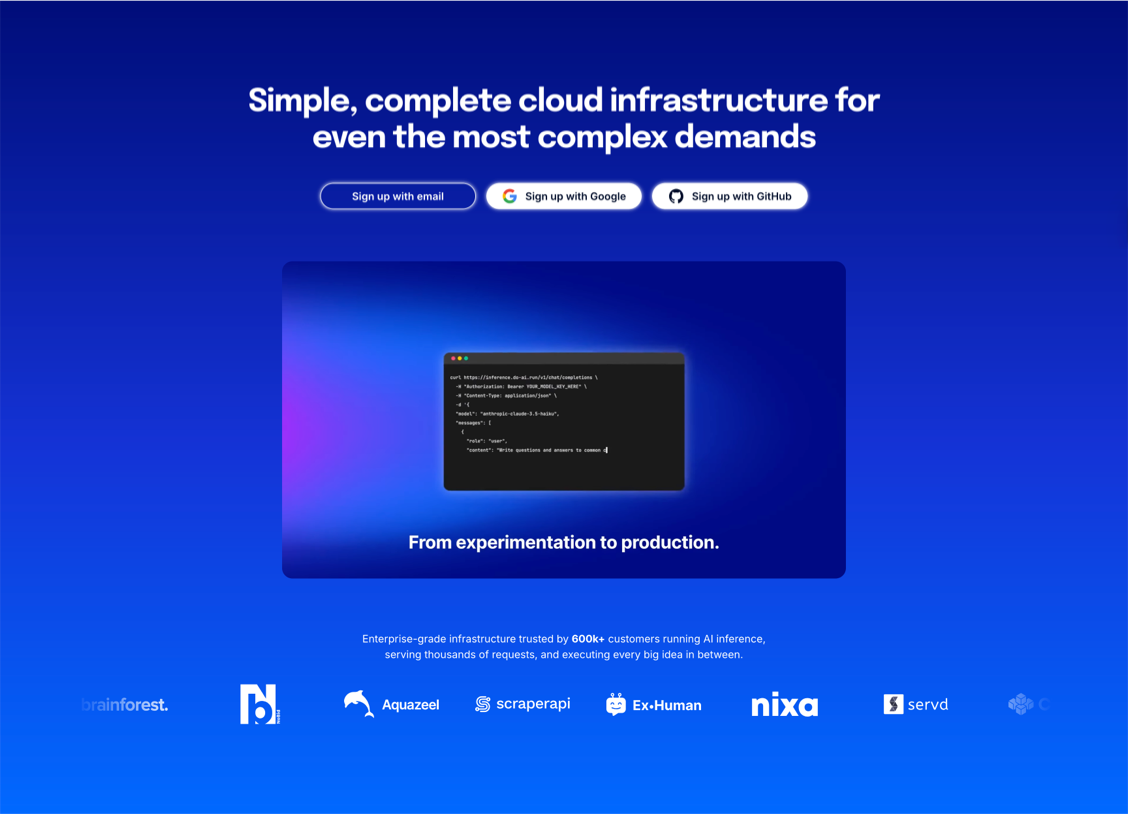 Simple, complete cloud infrastructure for
even the most complex demands
Sign up with email
Sign up with Google
Sign up with GitHub
curl https://inference.do-ai.run/v1/chat/completions \
-H "Authorization: Bearer YOUR_MODEL_KEY_HERE" \
-H "Content-Type: application/json" \
-d '{
"model": "anthropic-claude-3.5-haiku",
"messages": [
{
"role": "user",
"content": "Write questions and answers to common c
From experimentation to production.
Enterprise-grade infrastructure trusted by 600k+ customers running AI inference,
serving thousands of requests, and executing every big idea in between.
brainforest.
Nb
Aquazeel
scraperapi
Ex•Human
nixa
servd